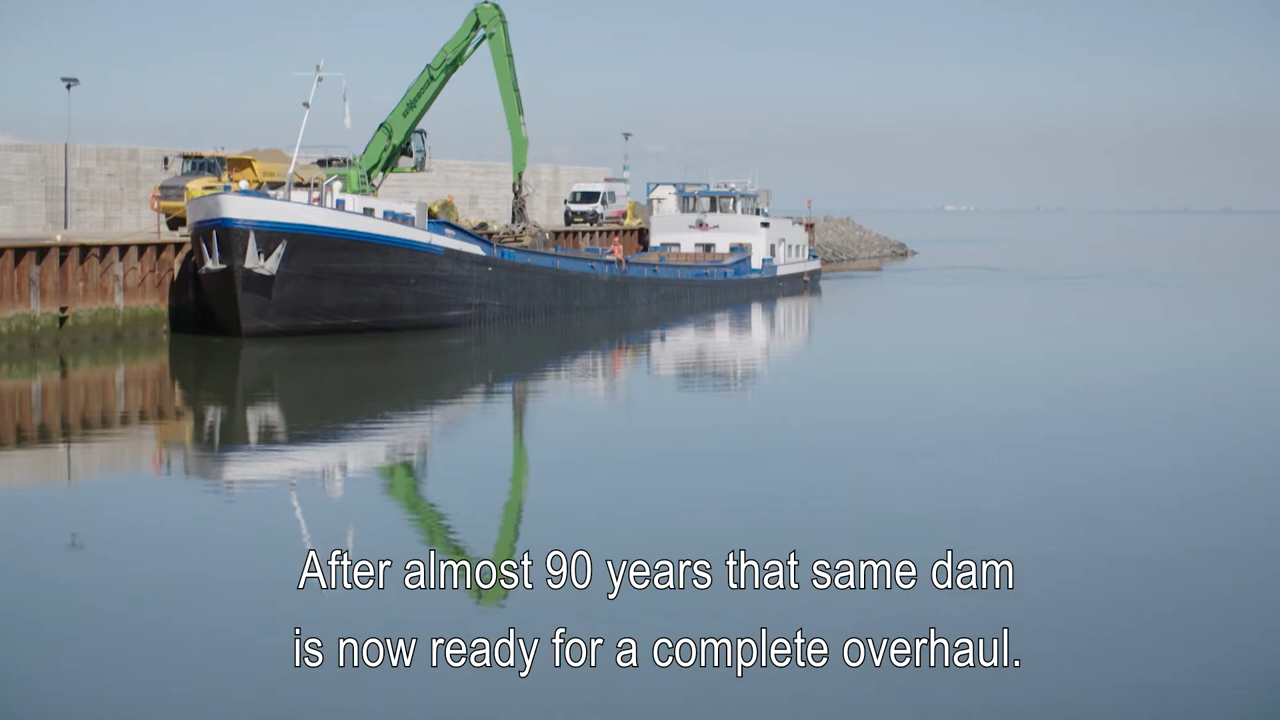 After almost 90 years that same dam
is now ready for a complete overhaul.